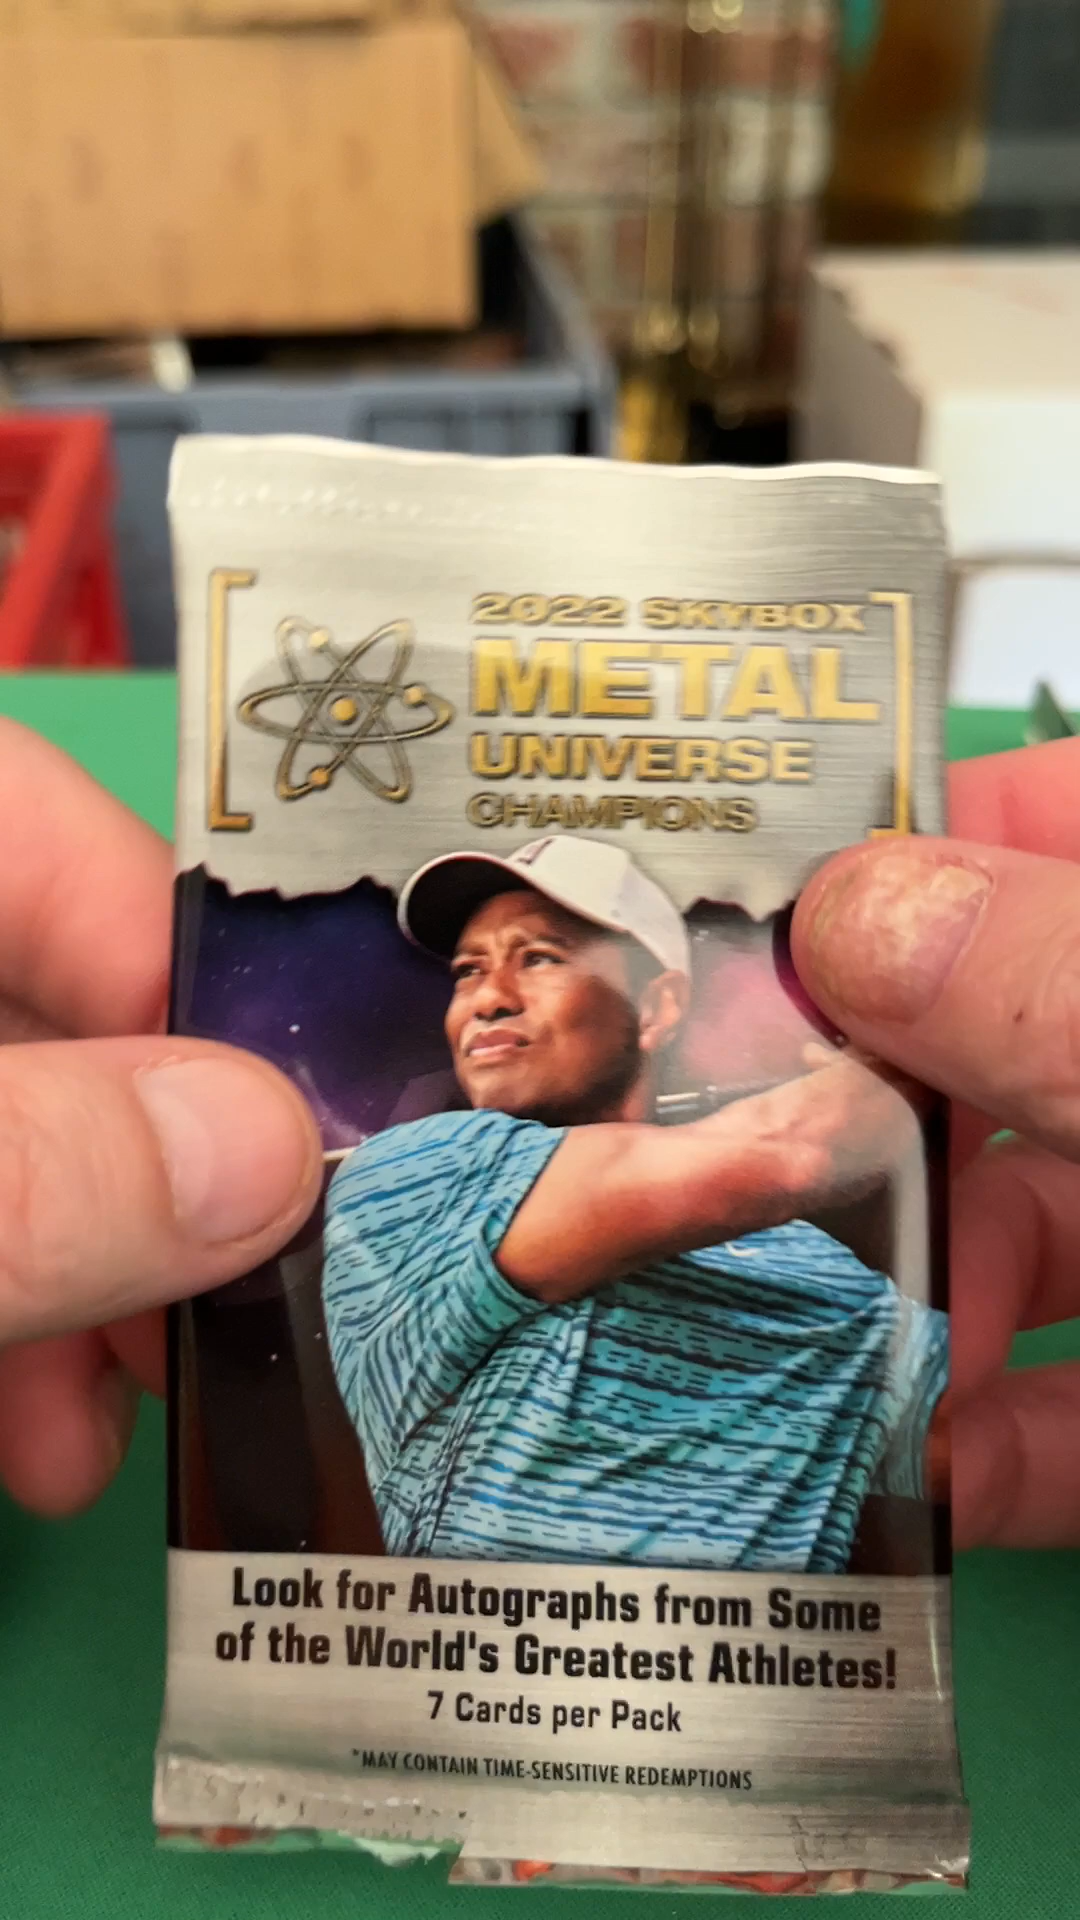 2022 SKYBOX
METAL
UNIVERSE
CHAMPIONS
Look for Autographs from Some
of the World's Greatest Athletes!
7 Cards per Pack
*MAY CONTAIN TIME-SENSITIVE REDEMPTIONS